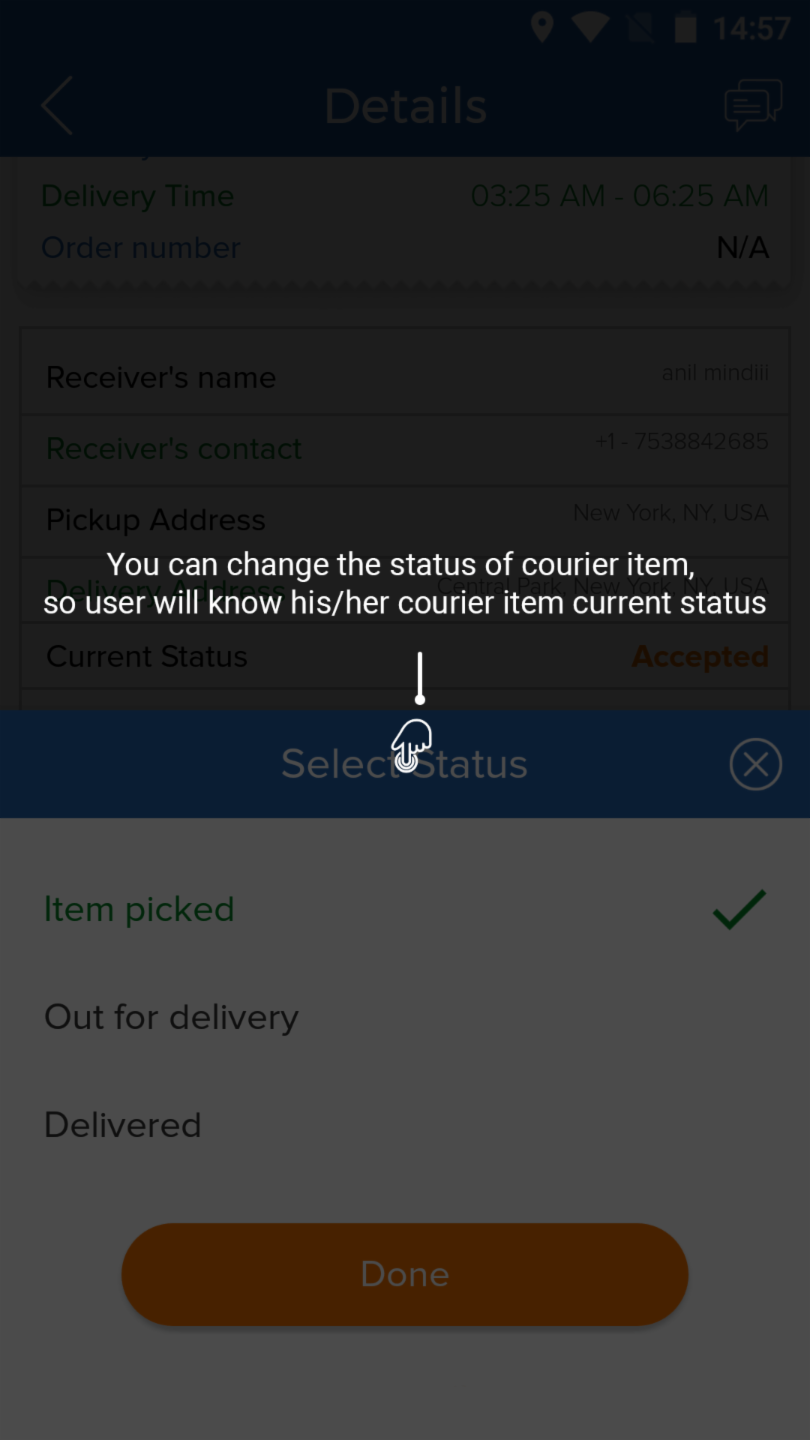 14:57
Details
Delivery Time 03:25 AM - 06:25 AM
Order number N/A
Receiver's name anil mindiii
Receiver's contact +1 - 7538842685
Pickup Address New York, NY, USA
You can change the status of courier item,
Delivery Address Central Park, New York, NY, USA
so user will know his/her courier item current status
Current Status Accepted
Select Status
Item picked
Out for delivery
Delivered
Done